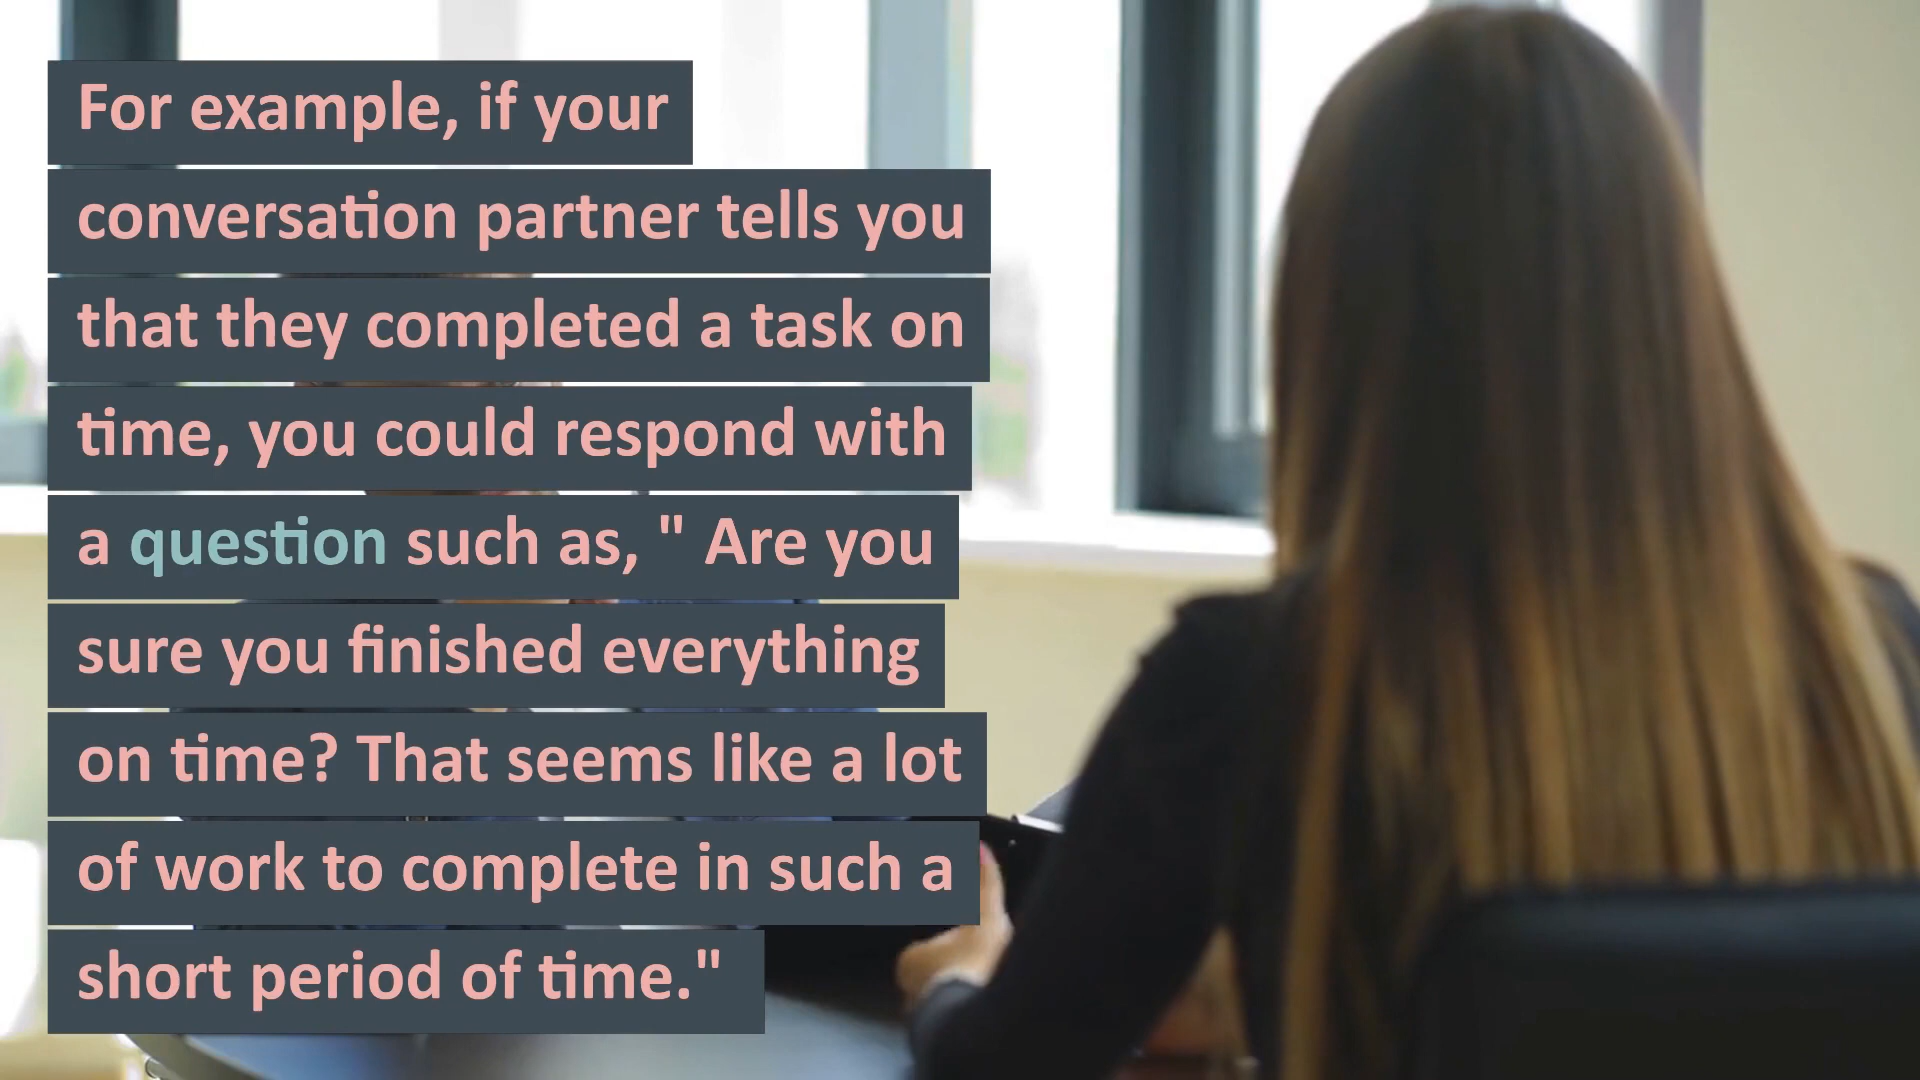 For example, if your
conversation partner tells you
that they completed a task on
time, you could respond with
a question such as, " Are you
sure you finished everything
on time? That seems like a lot
of work to complete in such a
short period of time."